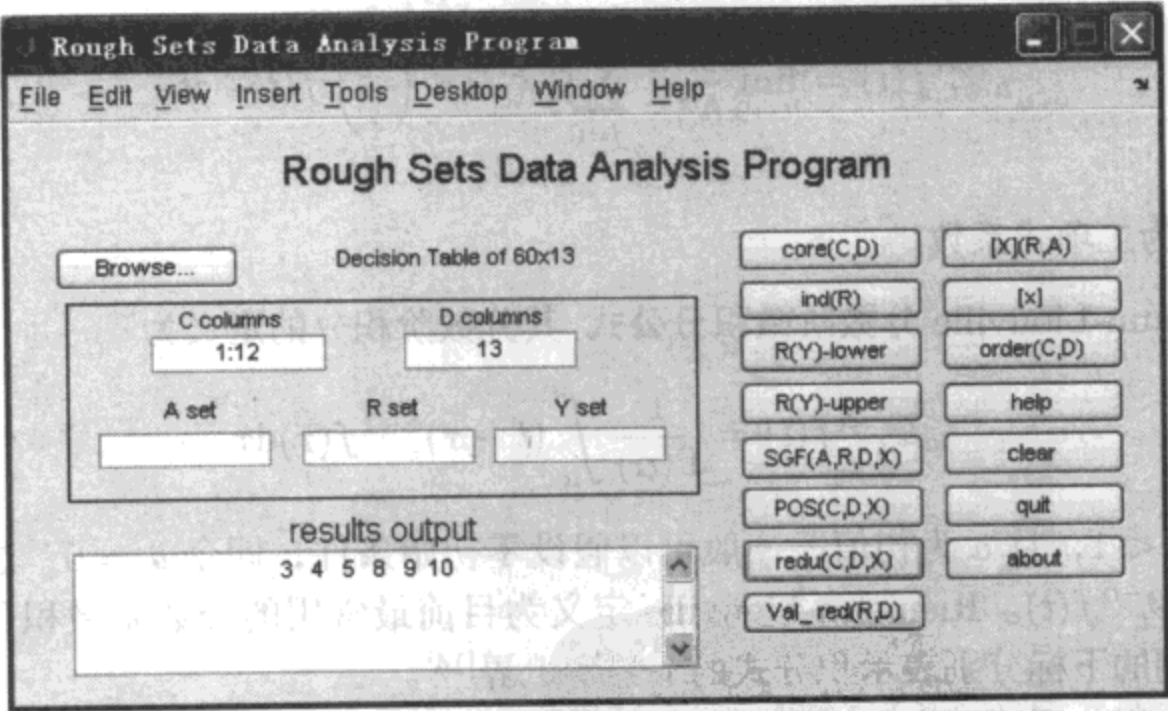 Rough Sets Data Analysis Program
File Edit View Insert Tools Desktop Window Help
Rough Sets Data Analysis Program
Browse...
Decision Table of 60x13
C columns
D columns
1:12
13
A set
R set
Y set
results output
3 4 5 8 9 10
core(C,D)
[X](R,A)
ind(R)
[x]
R(Y)-lower
order(C,D)
R(Y)-upper
help
SGF(A,R,D,X)
clear
POS(C,D,X)
quit
redu(C,D,X)
about
Val_red(R,D)